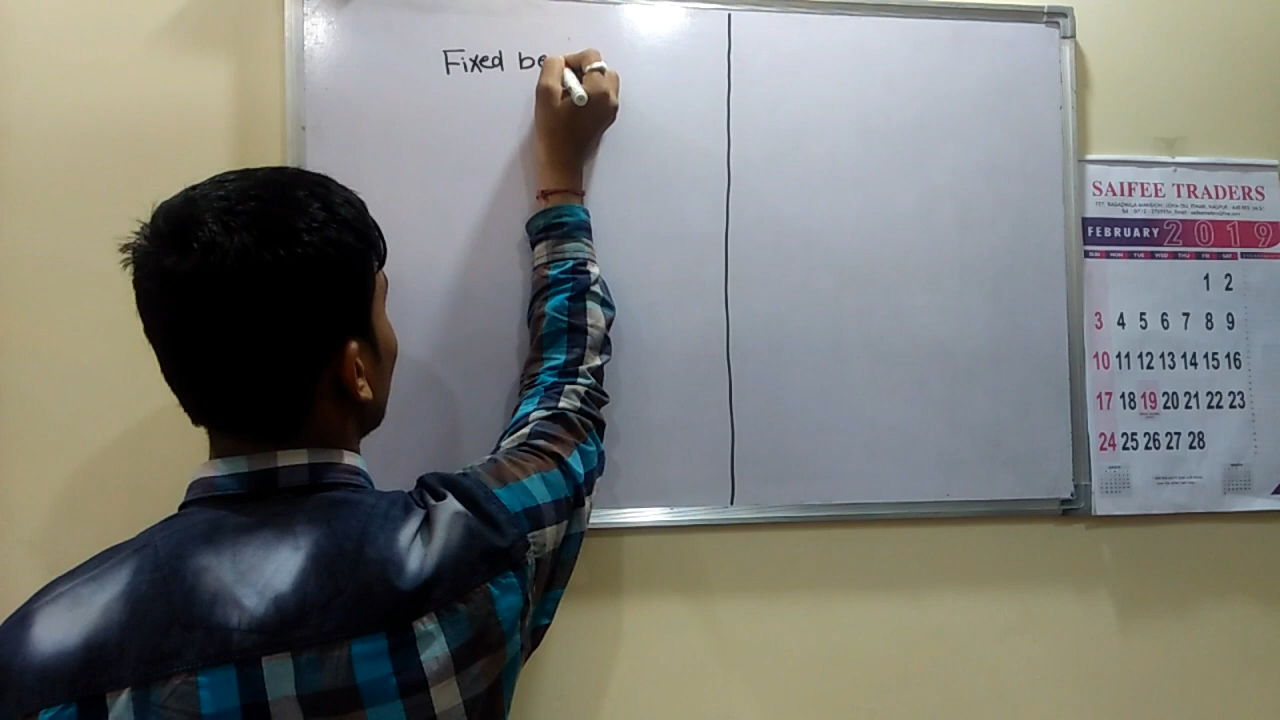 Fixed be
SAIFEE TRADERS
FEBRUARY 2019
SUN MON TUE WED THU FRI SAT
1 2
3 4 5 6 7 8 9
10 11 12 13 14 15 16
17 18 19 20 21 22 23
24 25 26 27 28